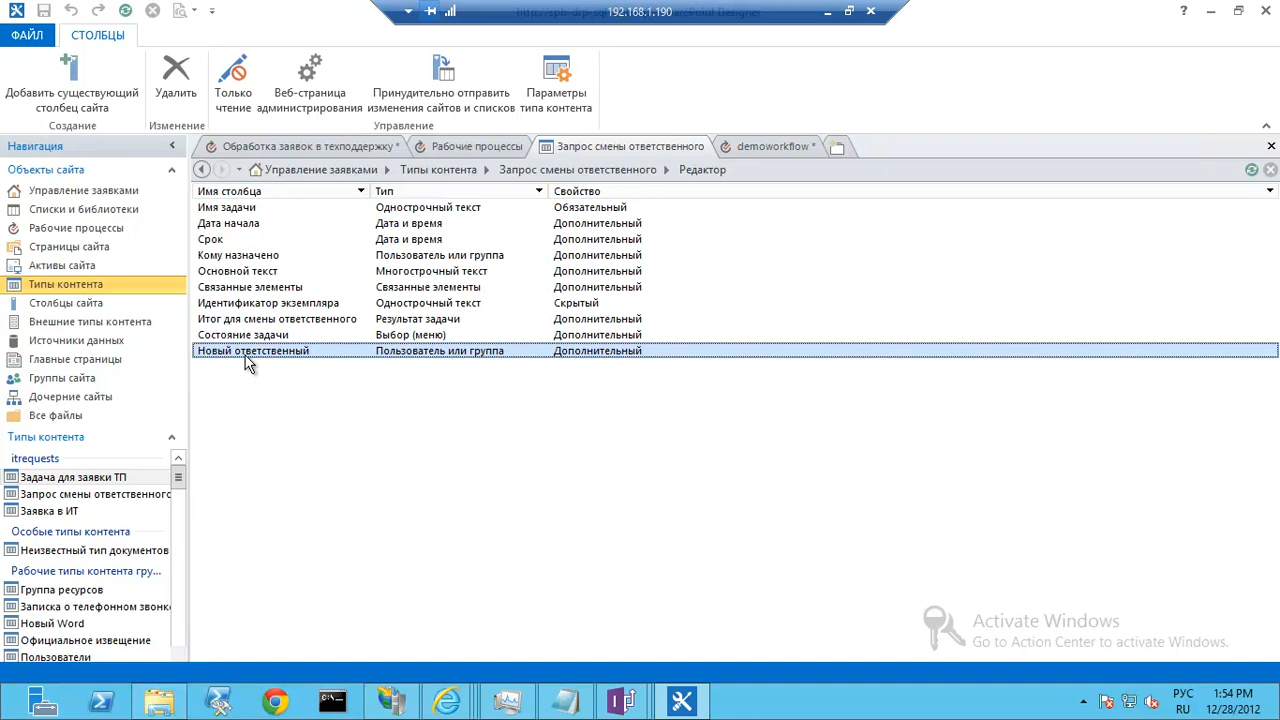 192.168.1.190
ФАЙЛ
СТОЛБЦЫ
Добавить существующий столбец сайта
Создание
Удалить
Изменение
Только чтение
Веб-страница администрирования
Принудительно отправить изменения сайтов и списков
Параметры типа контента
Управление
Навигация
Объекты сайта
Управление заявками
Списки и библиотеки
Рабочие процессы
Страницы сайта
Активы сайта
Типы контента
Столбцы сайта
Внешние типы контента
Источники данных
Главные страницы
Группы сайта
Дочерние сайты
Все файлы
Типы контента
itrequests
Задача для заявки ТП
Запрос смены ответственного
Заявка в ИТ
Особые типы контента
Неизвестный тип документов
Рабочие типы контента гру...
Группа ресурсов
Записка о телефонном звонке
Новый Word
Официальное извещение
Пользователи
Обработка заявок в техподдержку *
Рабочие процессы
Запрос смены ответственного
demoworkflow *
Управление заявками
Типы контента
Запрос смены ответственного
Редактор
Имя столбца Тип Свойство
Имя задачи Однострочный текст Обязательный
Дата начала Дата и время Дополнительный
Срок Дата и время Дополнительный
Кому назначено Пользователь или группа Дополнительный
Основной текст Многострочный текст Дополнительный
Связанные элементы Связанные элементы Дополнительный
Идентификатор экземпляра Однострочный текст Скрытый
Итог для смены ответственного Результат задачи Дополнительный
Состояние задачи Выбор (меню) Дополнительный
Новый ответственный Пользователь или группа Дополнительный
Activate Windows
Go to Action Center to activate Windows.
РУС
RU
1:54 PM
12/28/2012